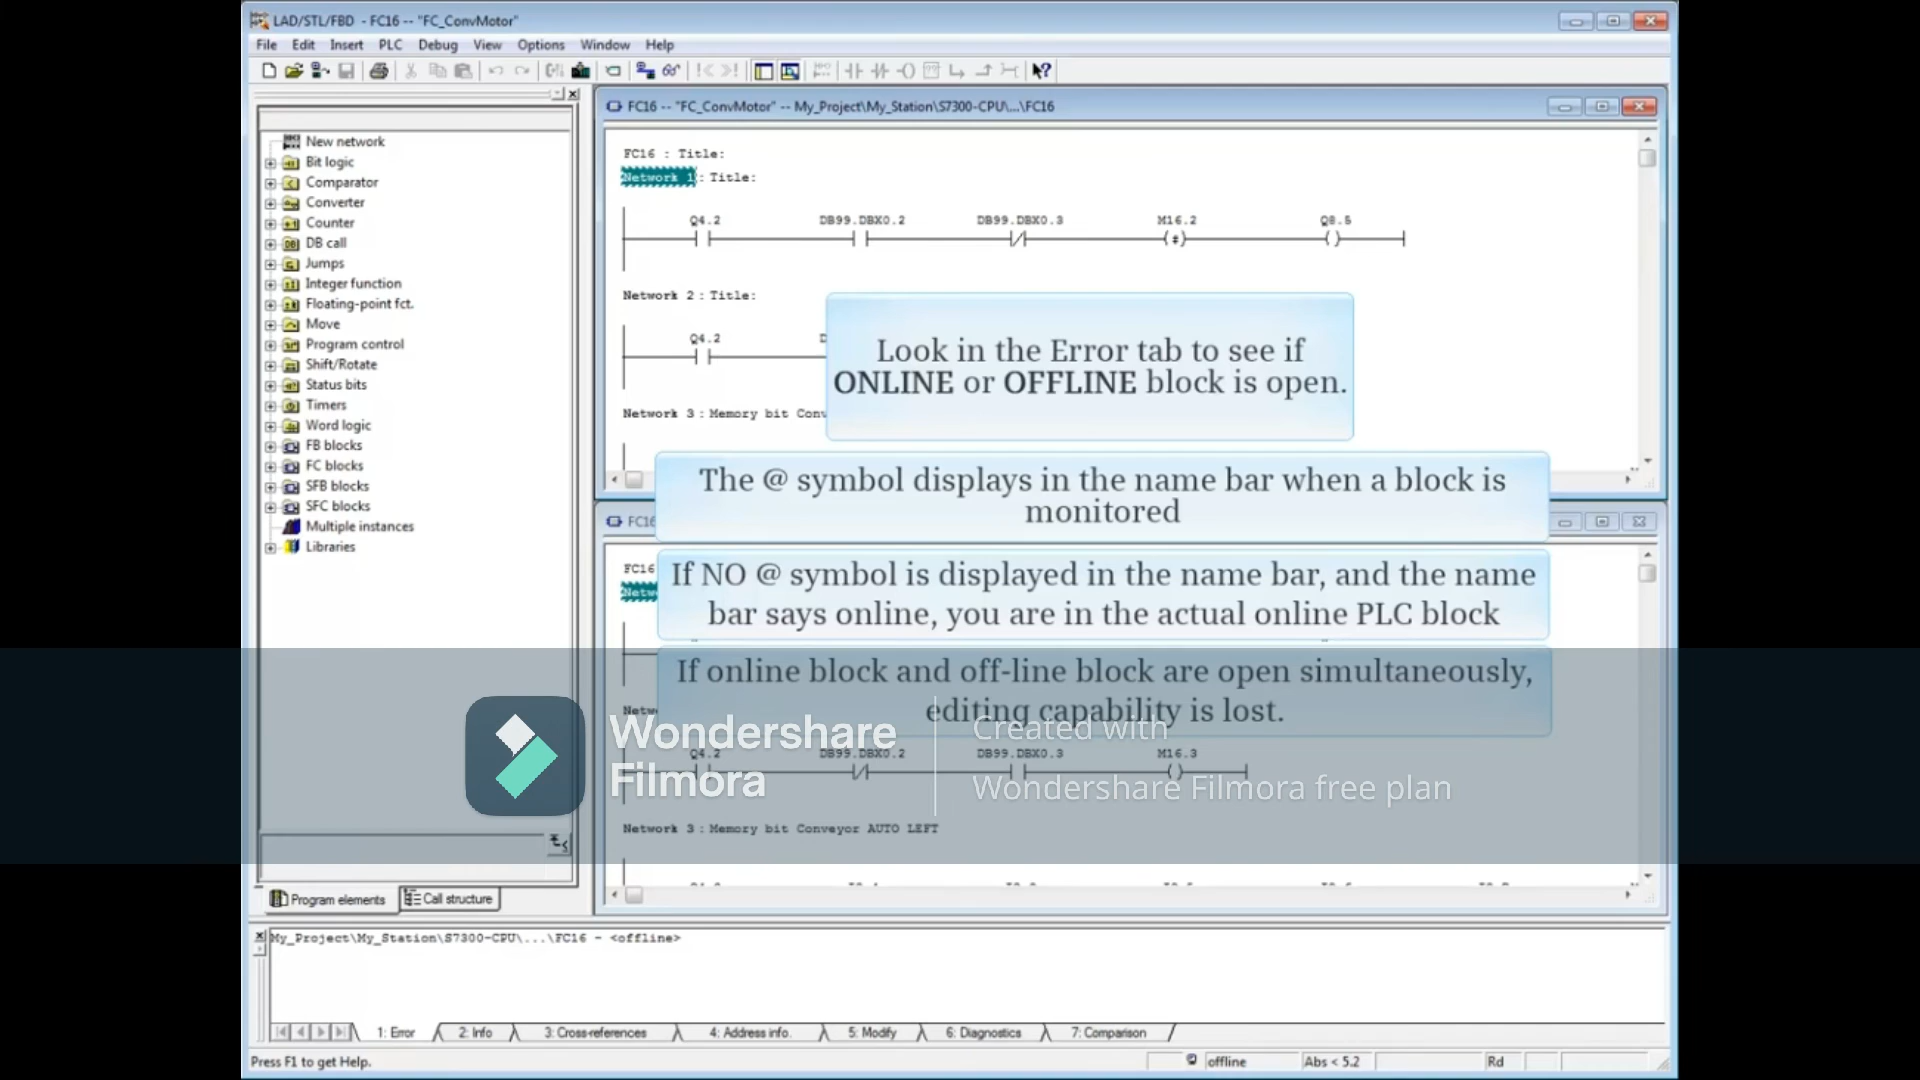 LAD/STL/FBD - FC16 -- "FC_ConvMotor"
File Edit Insert PLC Debug View Options Window Help
FC16 -- "FC_ConvMotor" -- My_Project\My_Station\S7300-CPU\...\FC16
New network
Bit logic
Comparator
Converter
Counter
DB call
Jumps
Integer function
Floating-point fct.
Move
Program control
Shift/Rotate
Status bits
Timers
Word logic
FB blocks
FC blocks
SFB blocks
SFC blocks
Multiple instances
Libraries
Program elements Call structure
FC16 : Title:
Network 1: Title:
Q4.2 DB99.DBX0.2 DB99.DBX0.3 M16.2 Q8.5
Network 2 : Title:
Q4.2
Network 3 : Memory bit Conv
Look in the Error tab to see if
ONLINE or OFFLINE block is open.
The @ symbol displays in the name bar when a block is
monitored
FC16
If NO @ symbol is displayed in the name bar, and the name
bar says online, you are in the actual online PLC block
FC16
Netw
If online block and off-line block are open simultaneously,
editing capability is lost.
Netw
Q4.2 DB99.DBX0.2 DB99.DBX0.3 M16.3
Network 3 : Memory bit Conveyor AUTO LEFT
Wondershare
Filmora
Created with
Wondershare Filmora free plan
My_Project\My_Station\S7300-CPU\...\FC16 - <offline>
1: Error 2: Info 3: Cross-references 4: Address info. 5: Modify 6: Diagnostics 7: Comparison
Press F1 to get Help. offline Abs < 5.2 Rd